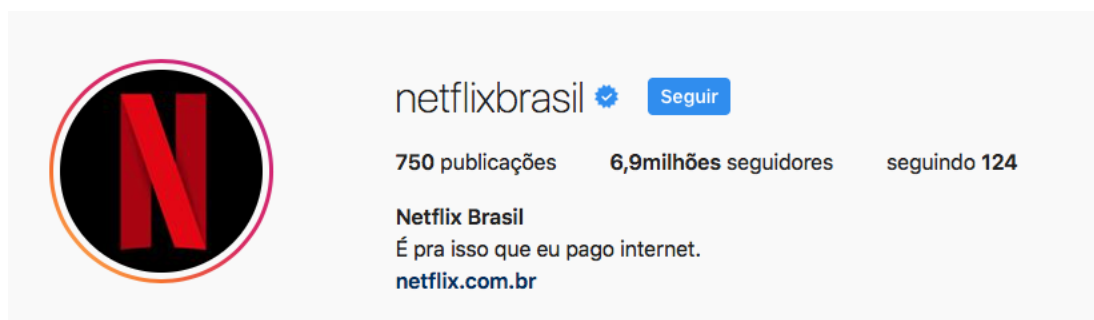 netflixbrasil Seguir
750 publicações 6,9milhões seguidores seguindo 124
Netflix Brasil
É pra isso que eu pago internet.
netflix.com.br